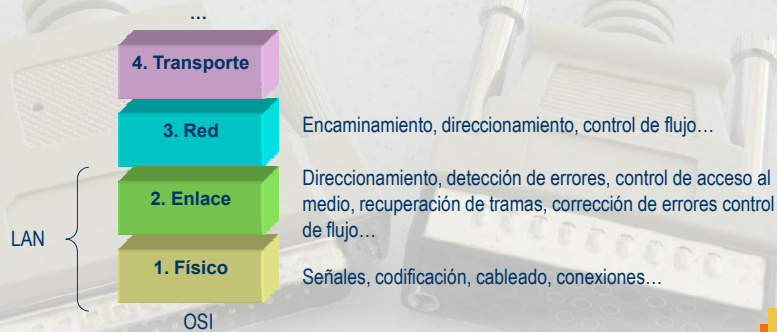 ...
4. Transporte
3. Red
Encaminamiento, direccionamiento, control de flujo…
2. Enlace
Direccionamiento, detección de errores, control de acceso al
medio, recuperación de tramas, corrección de errores control
de flujo…
LAN
1. Físico
Señales, codificación, cableado, conexiones…
OSI